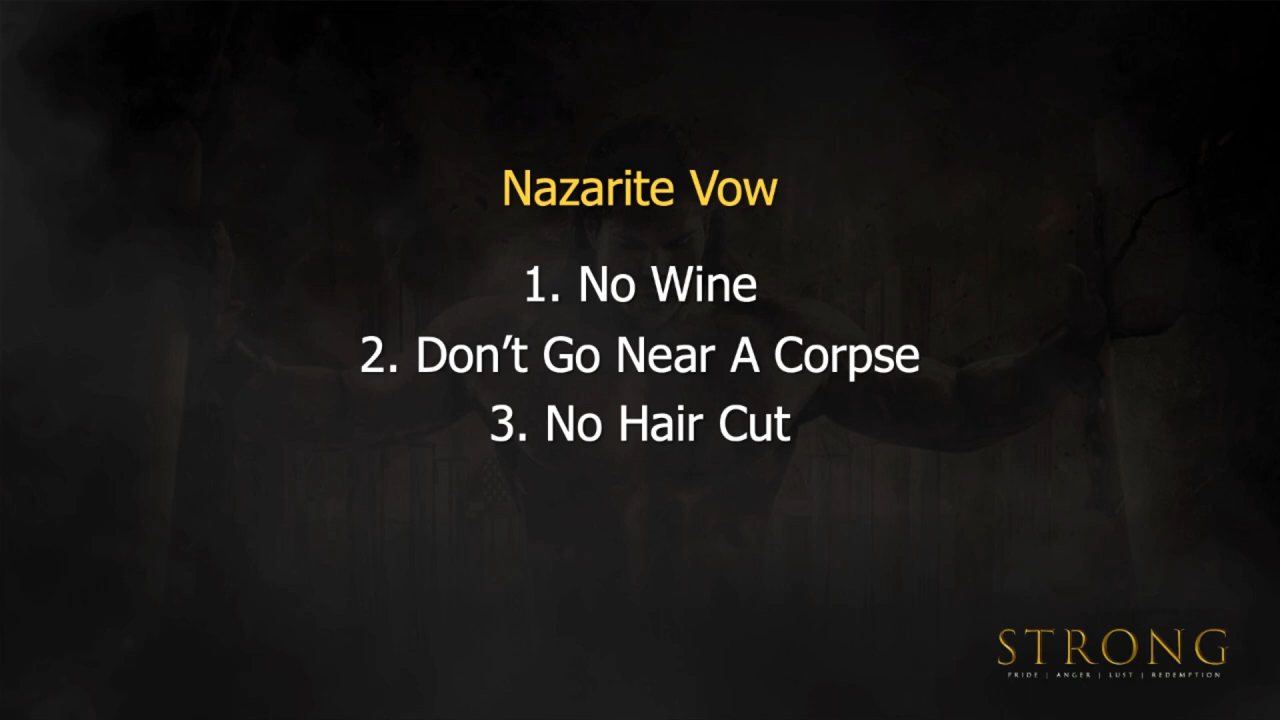 Nazarite Vow
1. No Wine
2. Don’t Go Near A Corpse
3. No Hair Cut
STRONG
PRIDE | ANGER | LUST | REDEMPTION